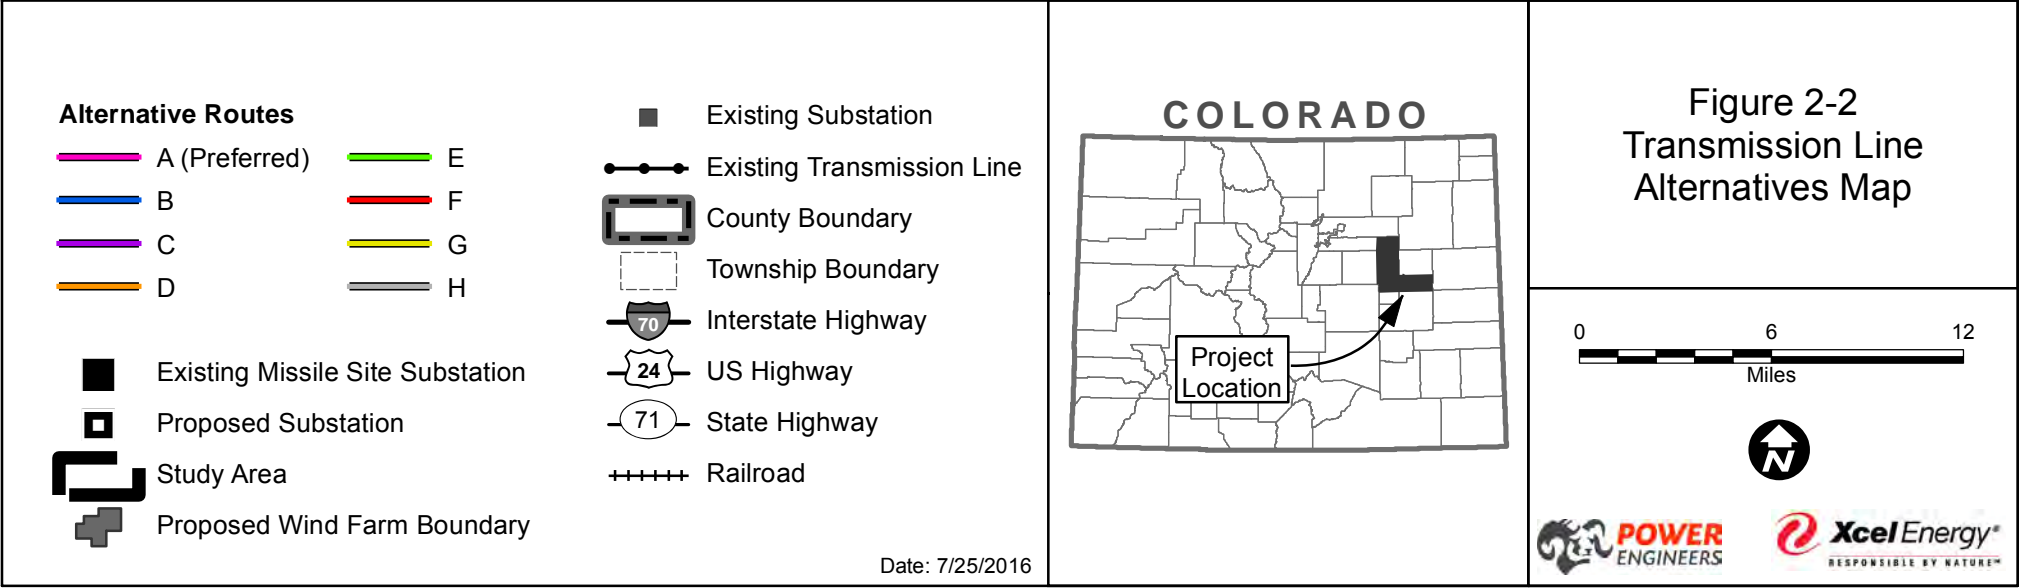 Alternative Routes
A (Preferred)
B
C
D
E
F
G
H
Existing Missile Site Substation
Proposed Substation
Study Area
Proposed Wind Farm Boundary
Existing Substation
Existing Transmission Line
County Boundary
Township Boundary
70
Interstate Highway
24
US Highway
71
State Highway
Railroad
Date: 7/25/2016
COLORADO
Project
Location
Figure 2-2
Transmission Line
Alternatives Map
0 6 12
Miles
N
POWER
ENGINEERS
Xcel Energy®
RESPONSIBLE BY NATURE™